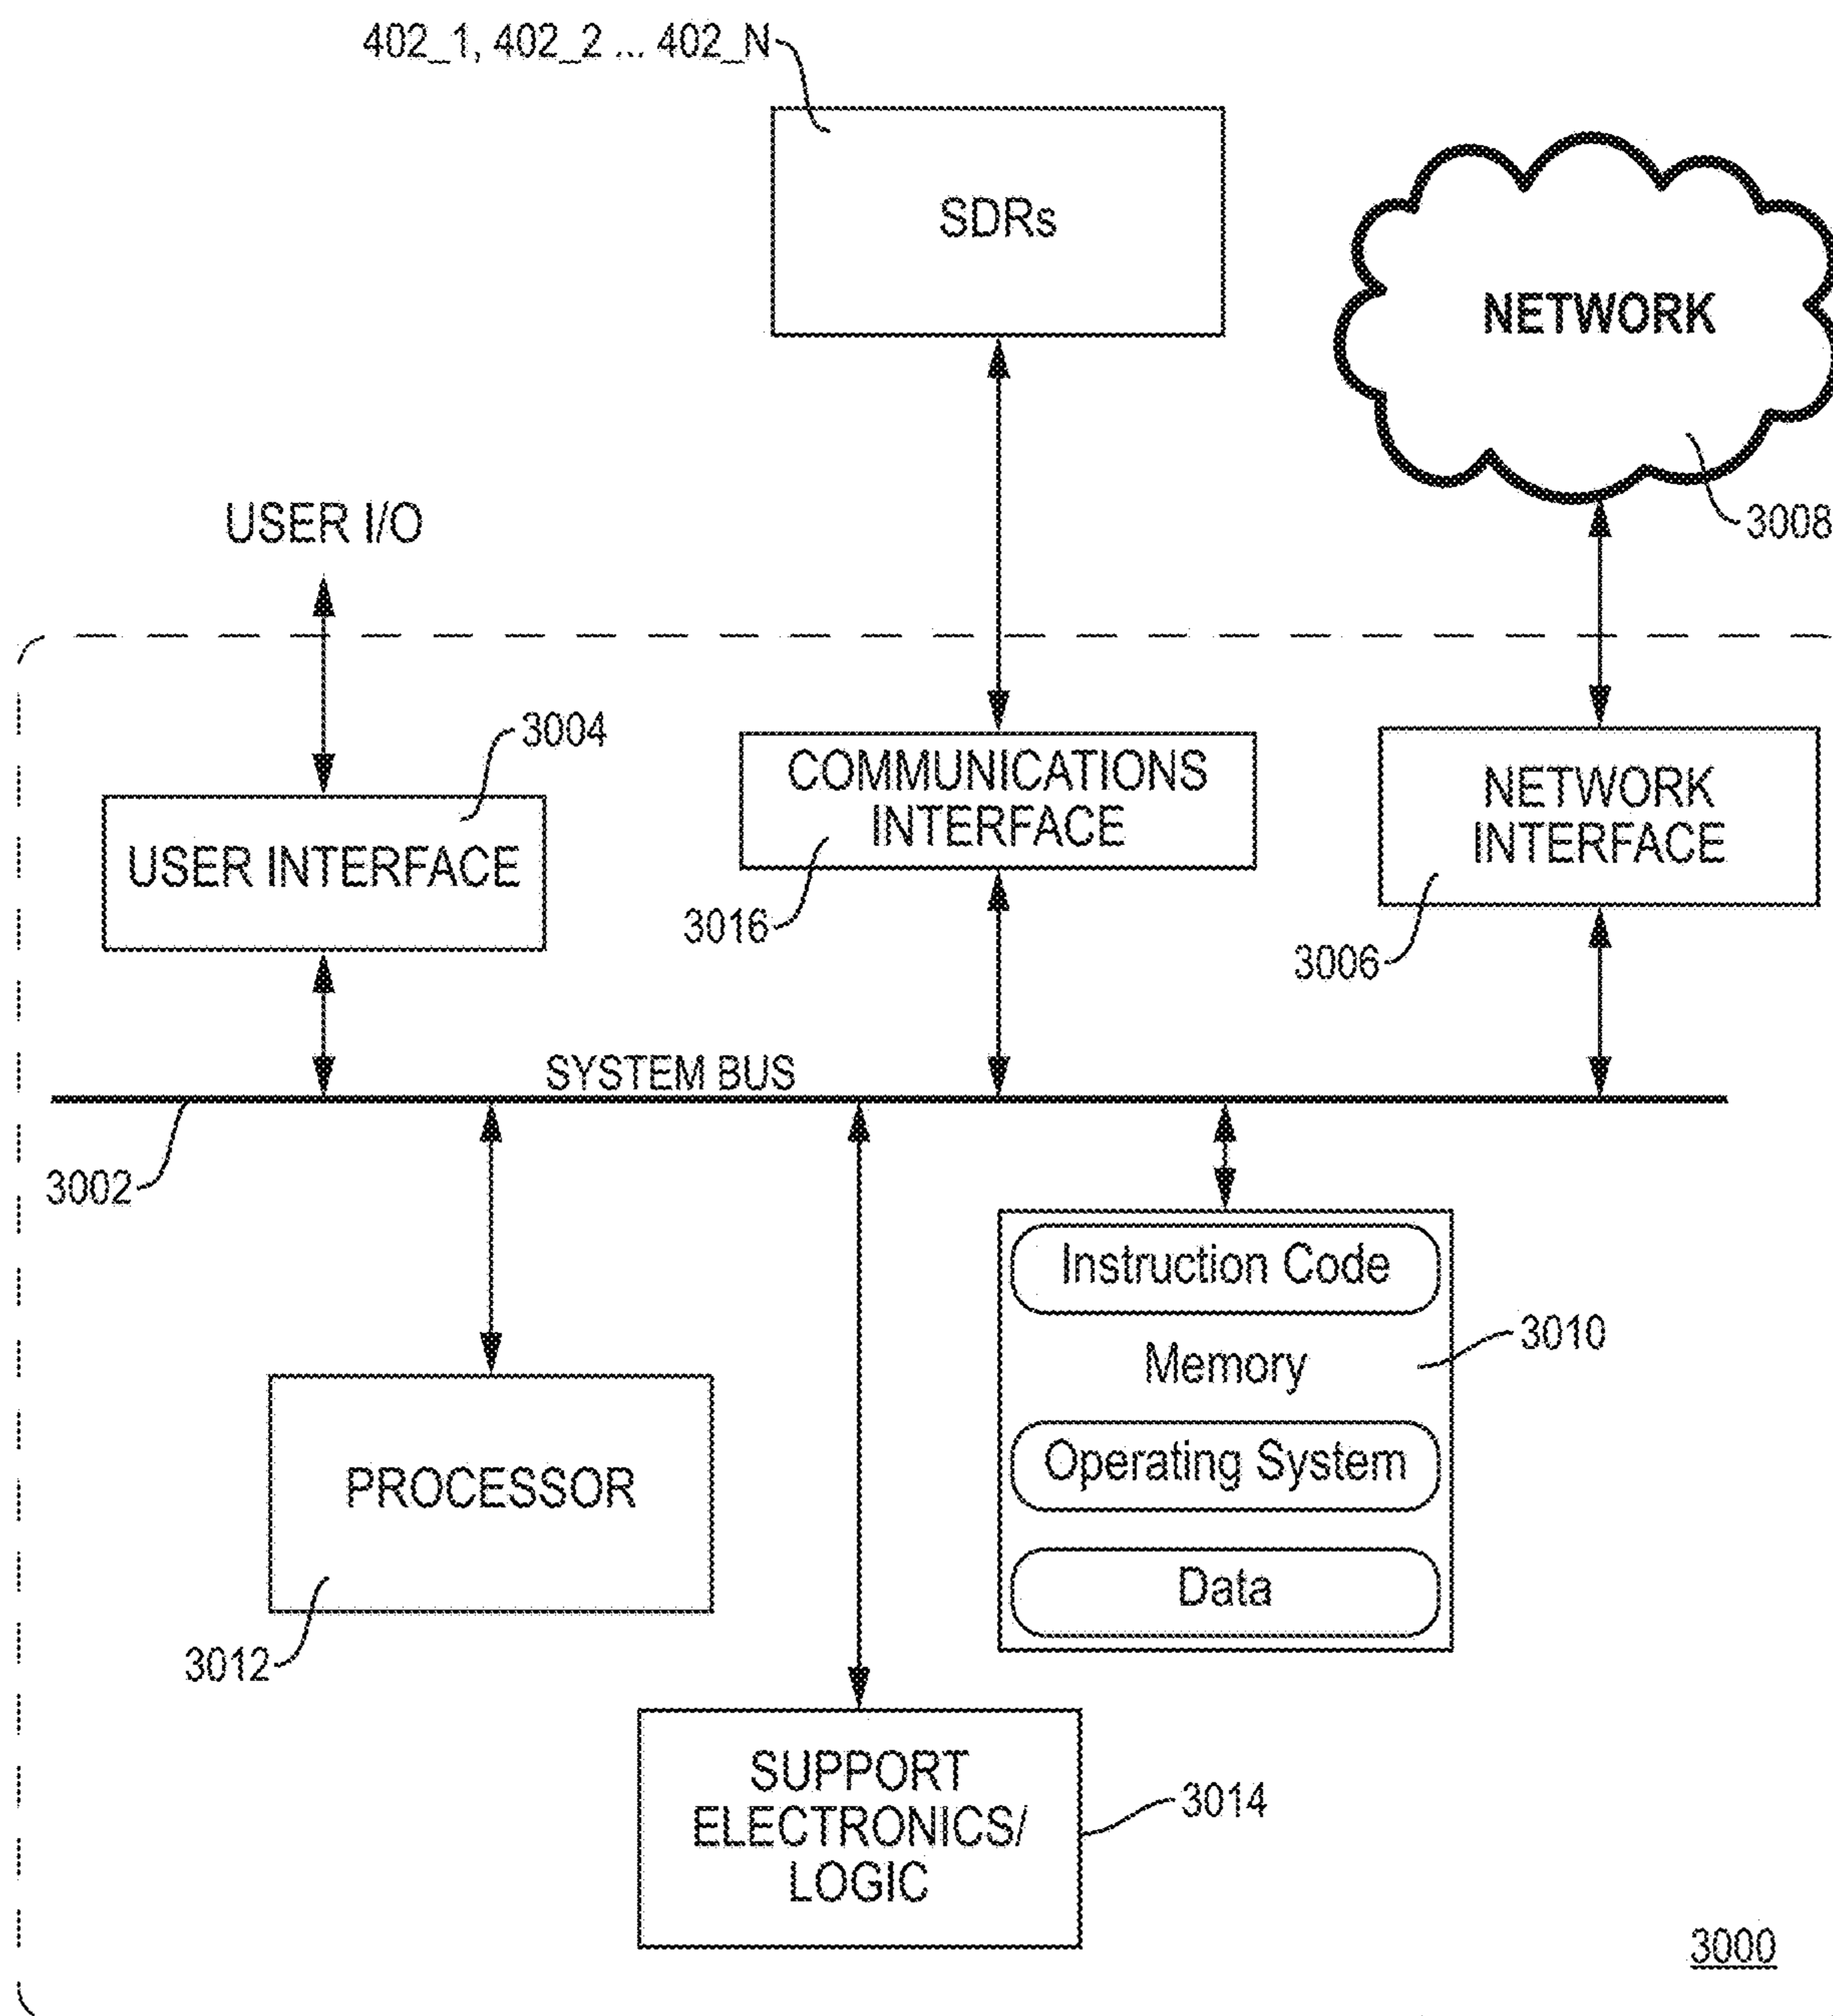 402_1, 402_2 ... 402_N
SDRs
NETWORK
3008
USER I/O
3004
USER INTERFACE
COMMUNICATIONS
INTERFACE
3016
NETWORK
INTERFACE
3006
SYSTEM BUS
3002
Instruction Code
Memory
3010
Operating System
Data
PROCESSOR
3012
SUPPORT
ELECTRONICS/
LOGIC
3014
3000